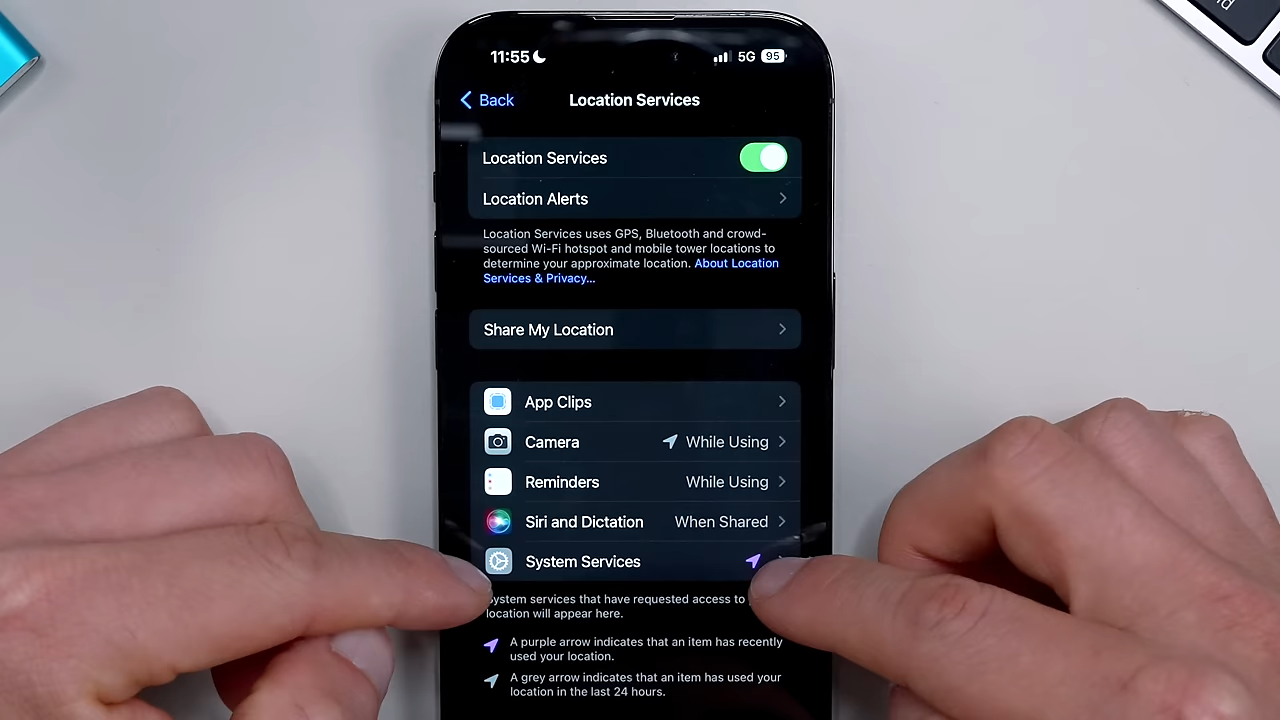 11:55
5G 95
Back
Location Services
Location Services
Location Alerts
Location Services uses GPS, Bluetooth and crowd-
sourced Wi-Fi hotspot and mobile tower locations to
determine your approximate location. About Location
Services & Privacy...
Share My Location
App Clips
Camera While Using
Reminders While Using
Siri and Dictation When Shared
System Services
System services that have requested access to
location will appear here.
A purple arrow indicates that an item has recently
used your location.
A grey arrow indicates that an item has used your
location in the last 24 hours.